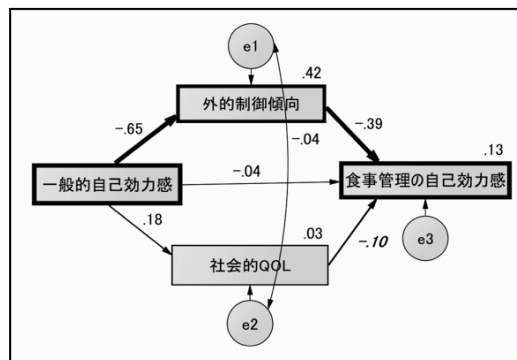 e1
.42
外的制御傾向
-.65
-.04
-.39
.13
一般的自己効力感
-.04
食事管理の自己効力感
.18
.03
-.10
e3
社会的QOL
e2